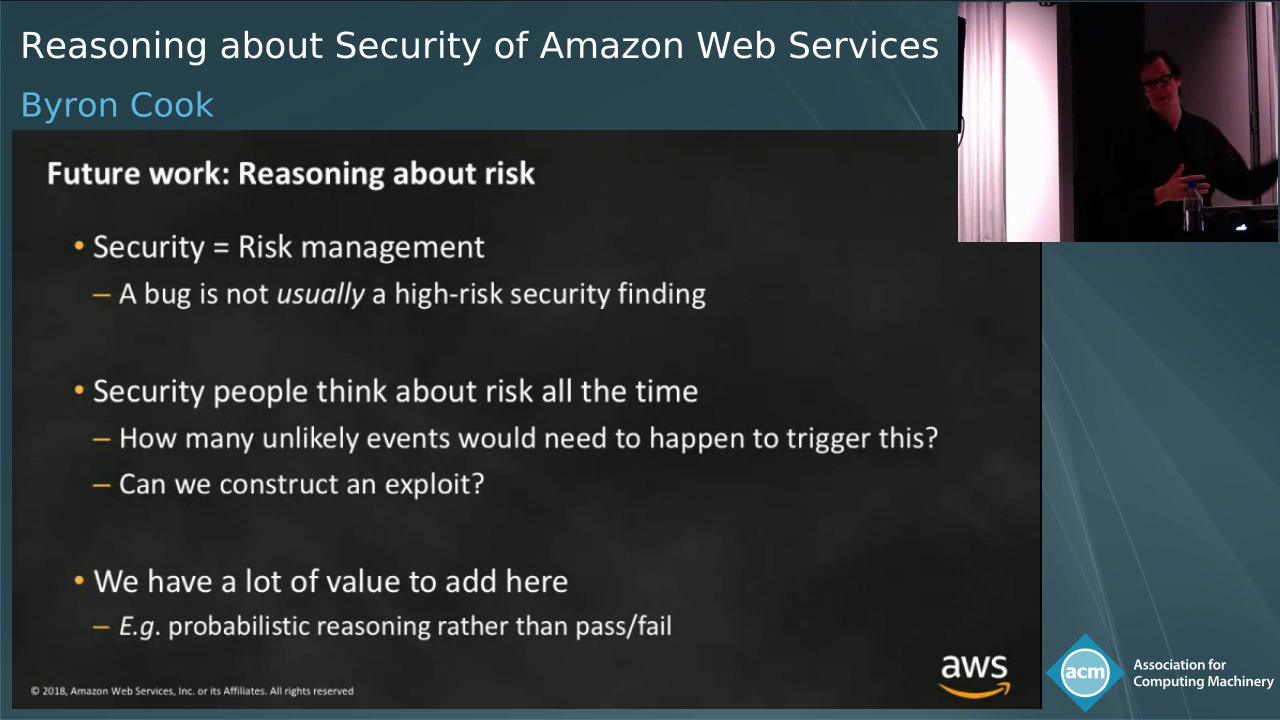 Reasoning about Security of Amazon Web Services
Byron Cook
Future work: Reasoning about risk
• Security = Risk management
– A bug is not usually a high-risk security finding
• Security people think about risk all the time
– How many unlikely events would need to happen to trigger this?
– Can we construct an exploit?
• We have a lot of value to add here
– E.g. probabilistic reasoning rather than pass/fail
© 2018, Amazon Web Services, Inc. or its Affiliates. All rights reserved
aws
acm
Association for
Computing Machinery